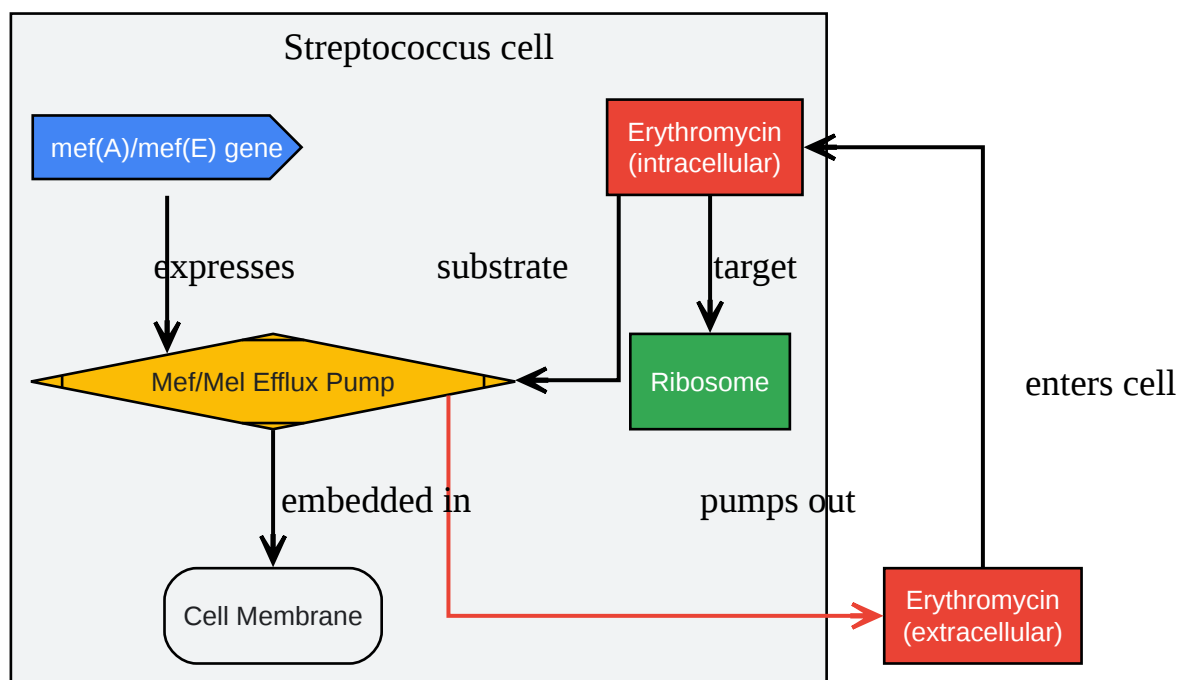 Streptococcus cell
mef(A)/mef(E) gene
Erythromycin
(intracellular)
expresses
substrate
target
Mef/Mel Efflux Pump
Ribosome
enters cell
embedded in
pumps out
Cell Membrane
Erythromycin
(extracellular)